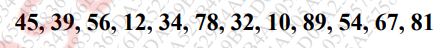 45, 39, 56, 12, 34, 78, 32, 10, 89, 54, 67, 81